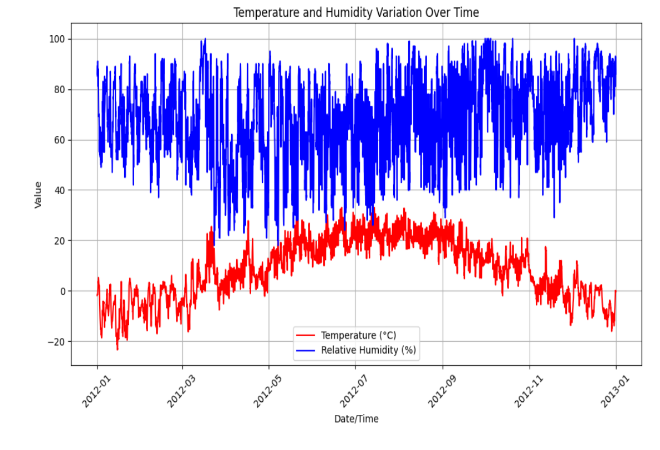 Temperature and Humidity Variation Over Time
100
80
60
40
20
0
−20
Value
Temperature (°C)
Relative Humidity (%)
2012-01
2012-03
2012-05
2012-07
2012-09
2012-11
2013-01
Date/Time